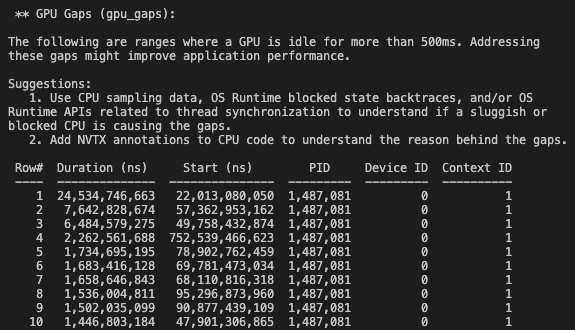 ** GPU Gaps (gpu_gaps):
The following are ranges where a GPU is idle for more than 500ms. Addressing
these gaps might improve application performance.
Suggestions:
1. Use CPU sampling data, OS Runtime blocked state backtraces, and/or OS
Runtime APIs related to thread synchronization to understand if a sluggish or
blocked CPU is causing the gaps.
2. Add NVTX annotations to CPU code to understand the reason behind the gaps.
Row# Duration (ns) Start (ns) PID Device ID Context ID
1 24,534,746,663 22,013,080,050 1,487,081 0 1
2 7,642,828,674 57,362,953,162 1,487,081 0 1
3 6,484,579,275 49,758,432,874 1,487,081 0 1
4 2,262,561,688 752,539,466,623 1,487,081 0 1
5 1,734,695,195 78,902,762,459 1,487,081 0 1
6 1,683,416,128 69,781,473,034 1,487,081 0 1
7 1,658,646,843 68,110,816,318 1,487,081 0 1
8 1,536,004,811 95,296,873,960 1,487,081 0 1
9 1,502,035,099 90,877,439,109 1,487,081 0 1
10 1,446,803,184 47,901,306,865 1,487,081 0 1